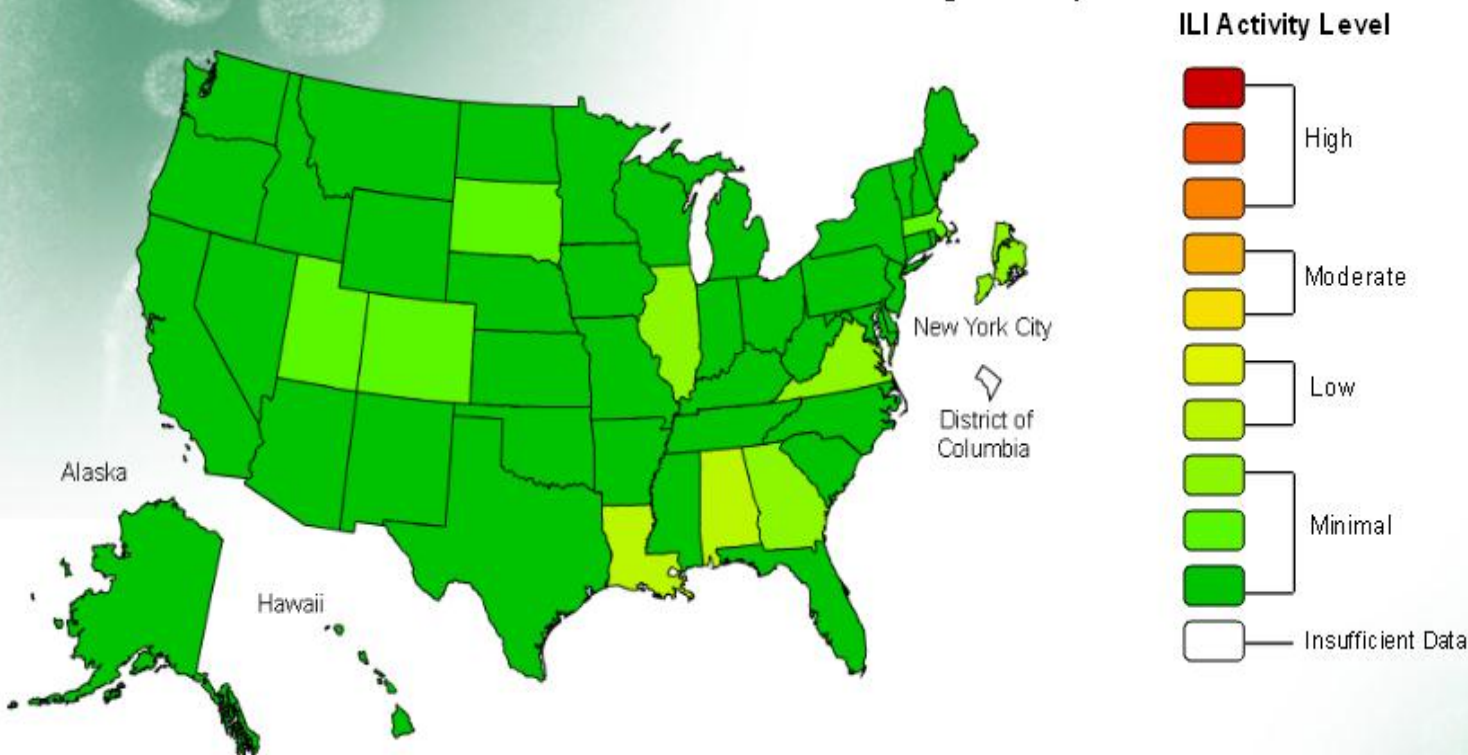 ILI Activity Level
High
Moderate
Low
Minimal
Insufficient Data
New York City
District of
Columbia
Alaska
Hawaii